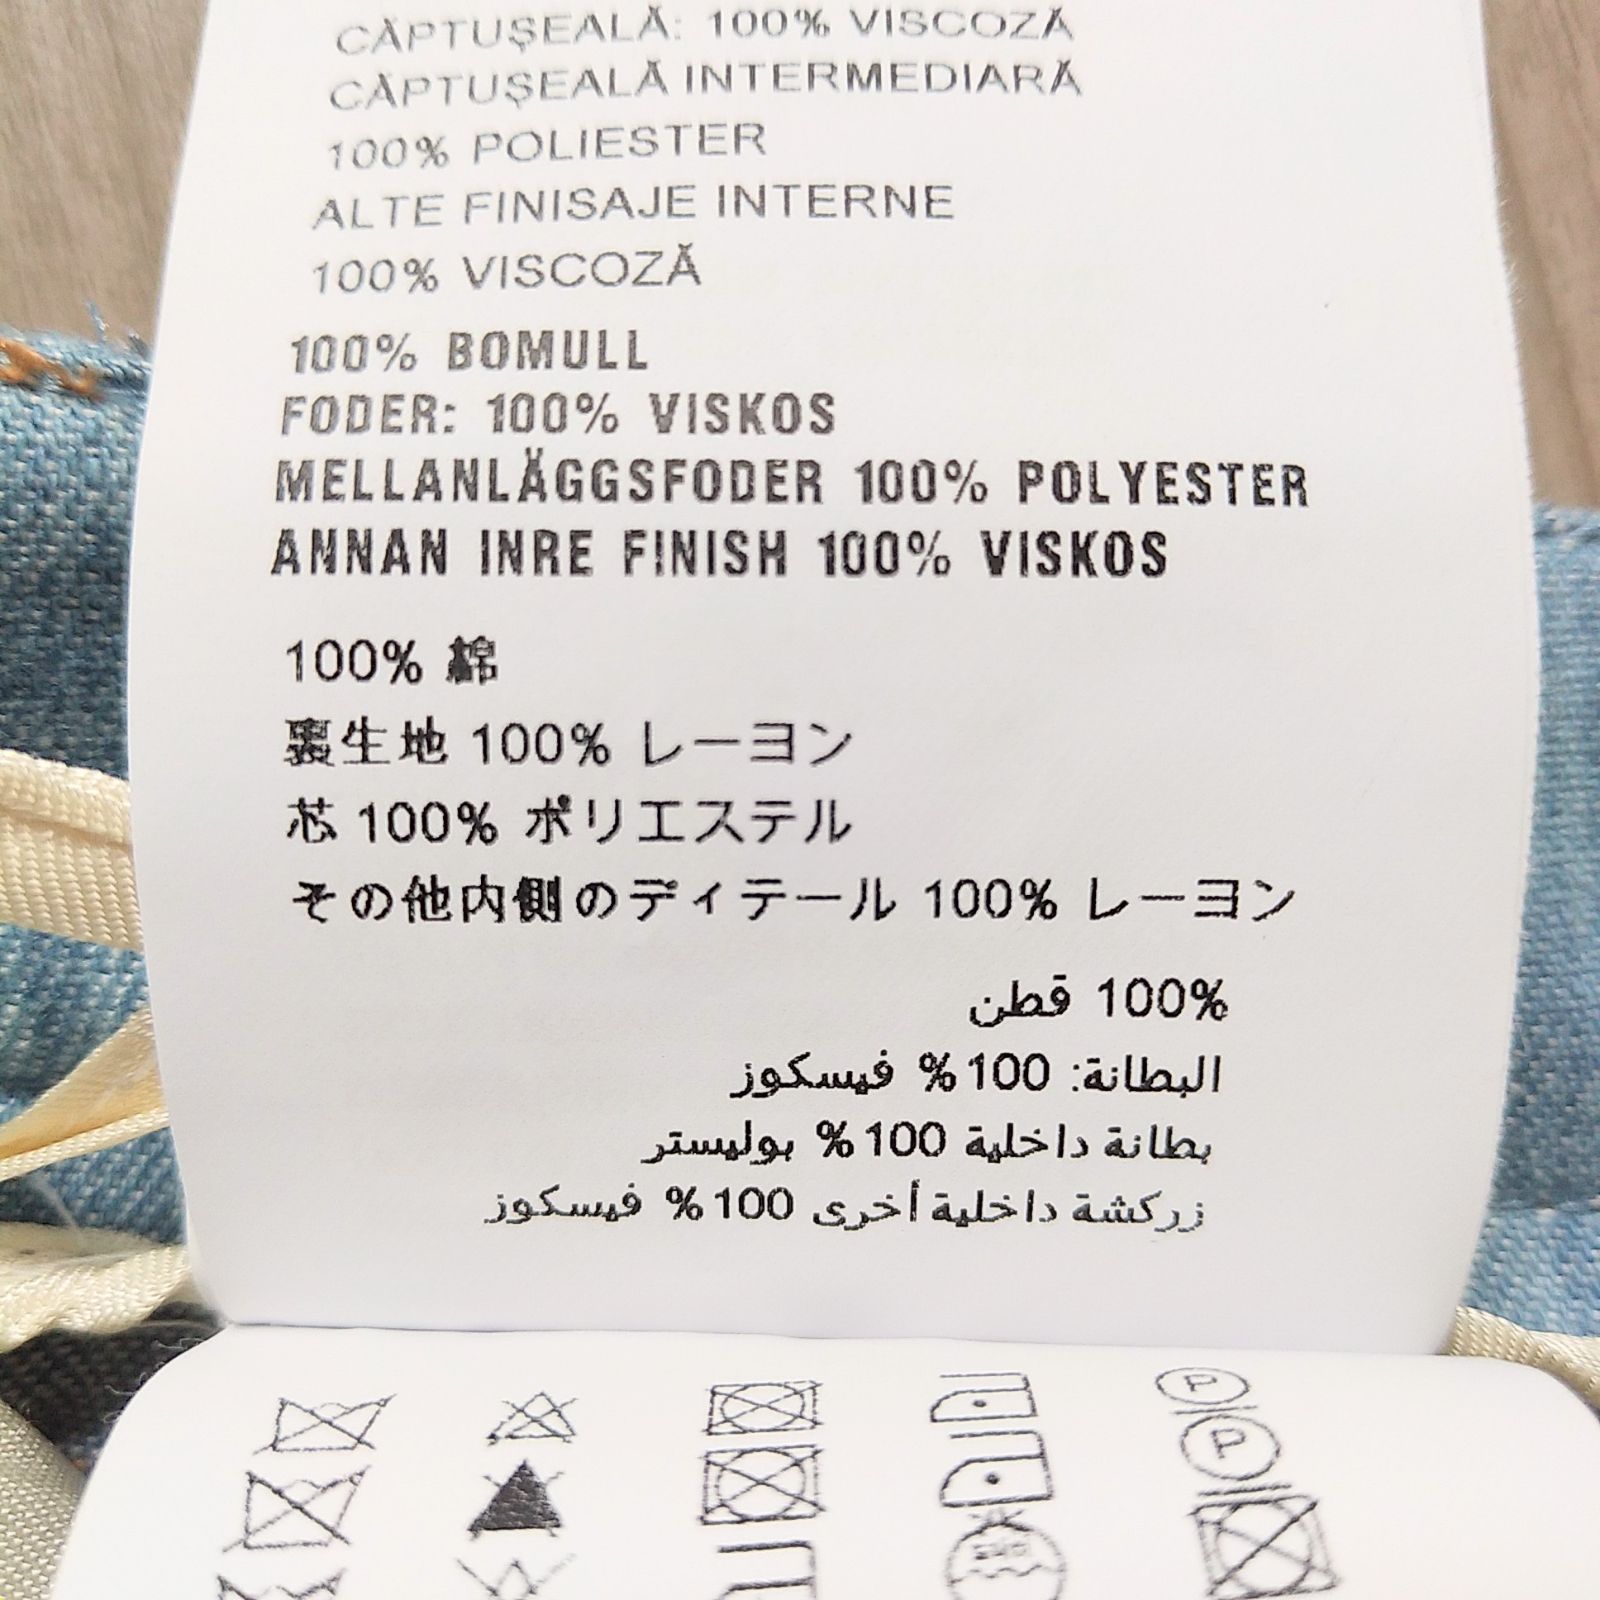 CĂPTUȘEALĂ: 100% VISCOZĂ
CĂPTUȘEALĂ INTERMEDIARĂ
100% POLIESTER
ALTE FINISAJE INTERNE
100% VISCOZĂ
100% BOMULL
FODER: 100% VISKOS
MELLANLÄGGSFODER 100% POLYESTER
ANNAN INRE FINISH 100% VISKOS
100% 綿
裏生地 100% レーヨン
芯 100% ポリエステル
その他内側のディテール 100% レーヨン
100% قطن
البطانة: 100% فيسكوز
بطانة داخلية 100% بوليستر
زركشة داخلية أخرى 100% فيسكوز
P
P